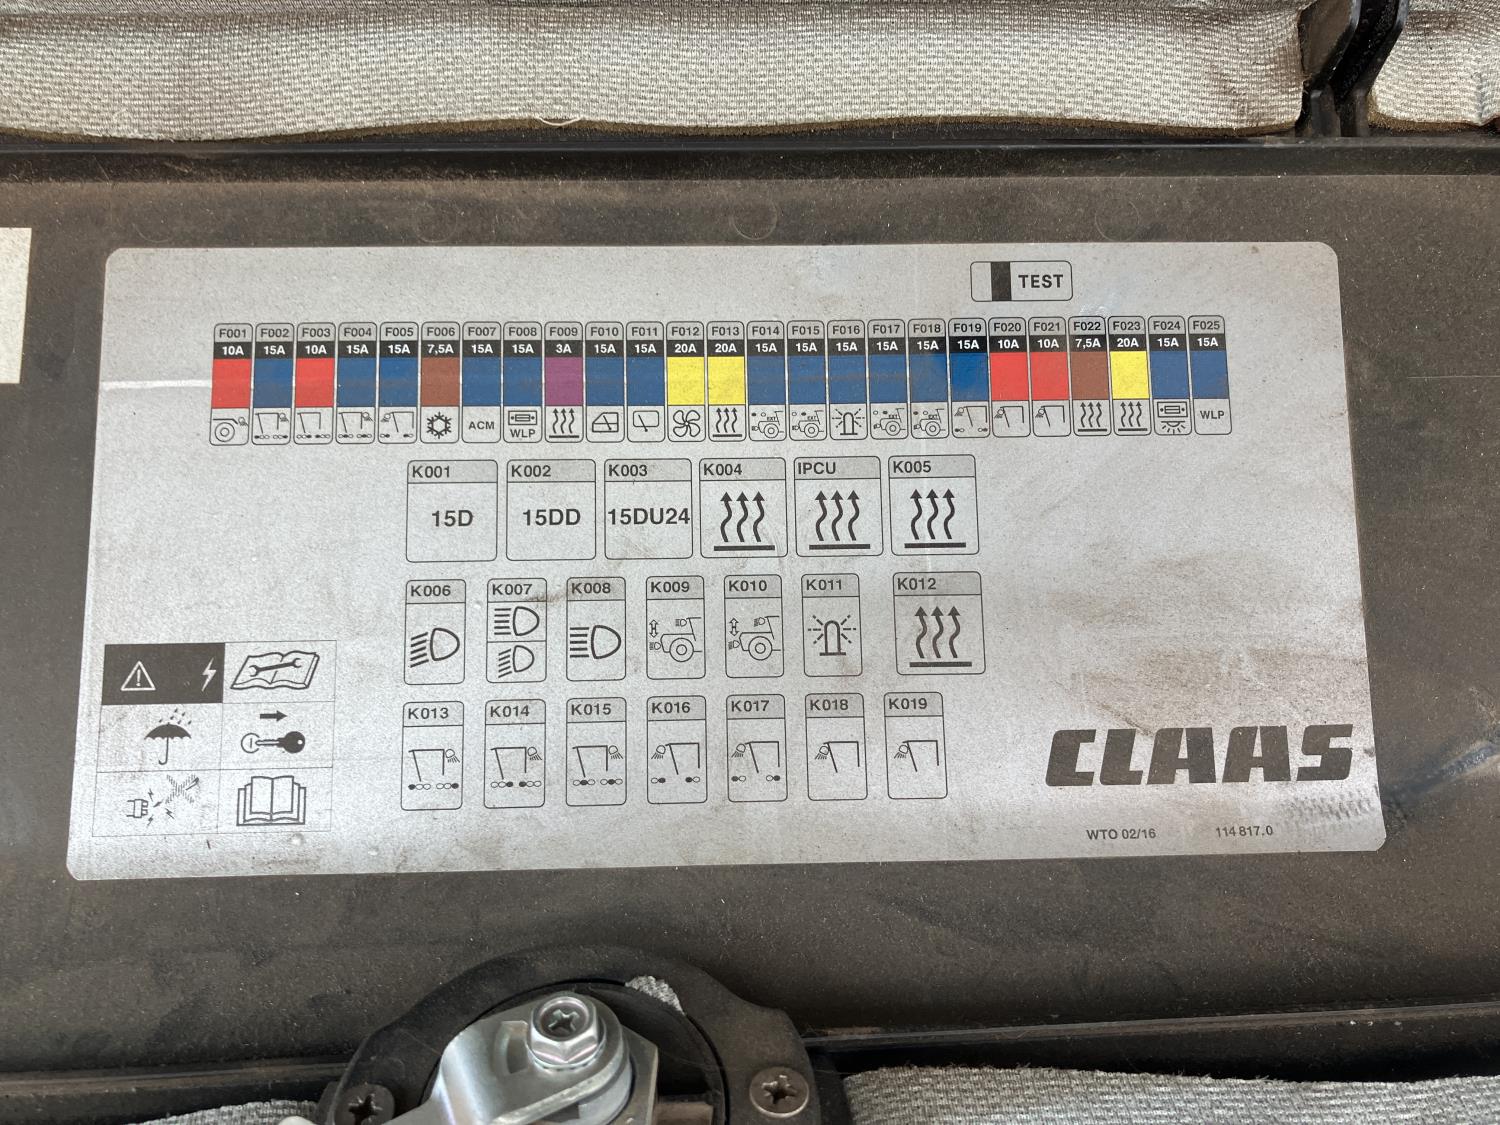 TEST
F001 F002 F003 F004 F005 F006 F007 F008 F009 F010 F011 F012 F013 F014 F015 F016 F017 F018 F019 F020 F021 F022 F023 F024 F025
10A 15A 10A 15A 15A 7,5A 15A 15A 3A 15A 15A 20A 20A 15A 15A 15A 15A 15A 15A 10A 10A 7,5A 20A 15A 15A
ACM WLP EXT EXT EXT EXT WLP
K001 K002 K003 K004 IPCU K005
15D 15DD 15DU24
K006 K007 K008 K009 K010 K011 K012
K013 K014 K015 K016 K017 K018 K019
CLAAS
WTO 02/16 114 817.0